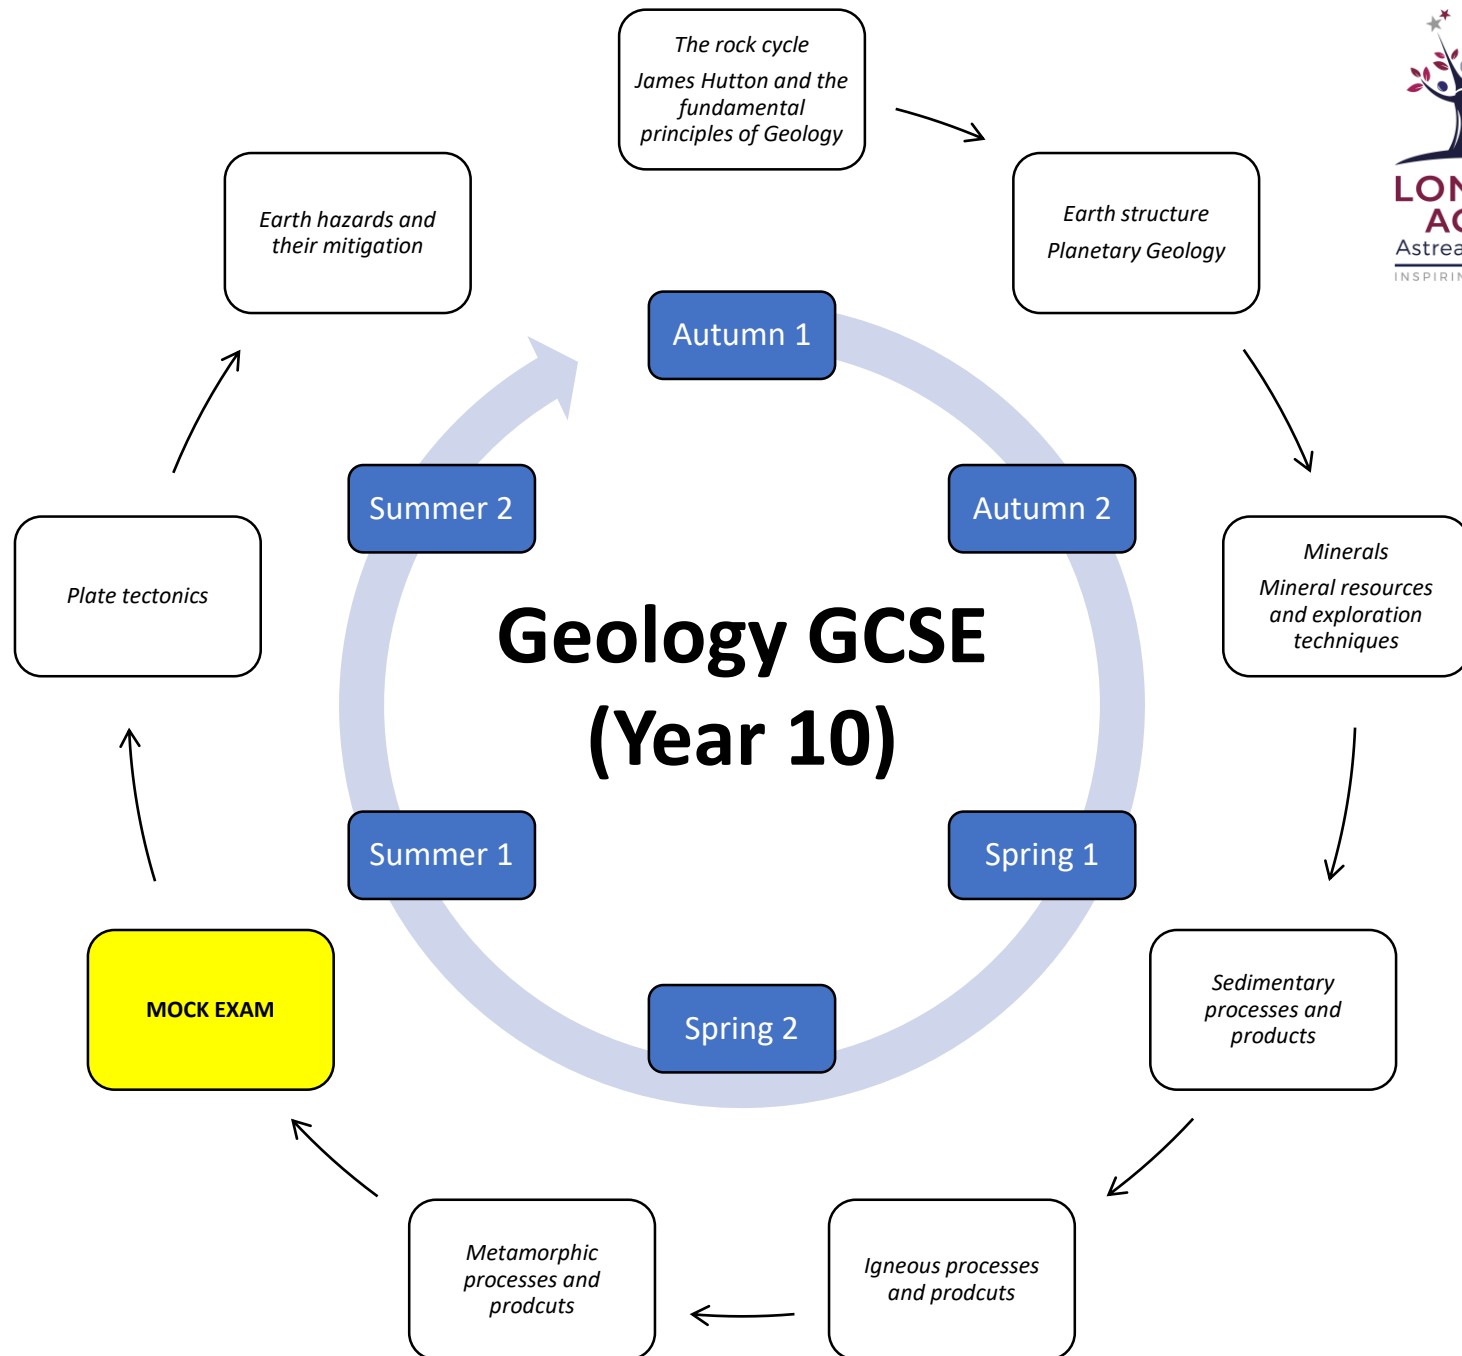 The rock cycle
James Hutton and the
fundamental
principles of Geology
Earth structure
Planetary Geology
Minerals
Mineral resources
and exploration
techniques
Sedimentary
processes and
products
Igneous processes
and prodcuts
Metamorphic
processes and
prodcuts
MOCK EXAM
Plate tectonics
Earth hazards and
their mitigation
Autumn 1
Autumn 2
Spring 1
Spring 2
Summer 1
Summer 2
Geology GCSE
(Year 10)
Astrea